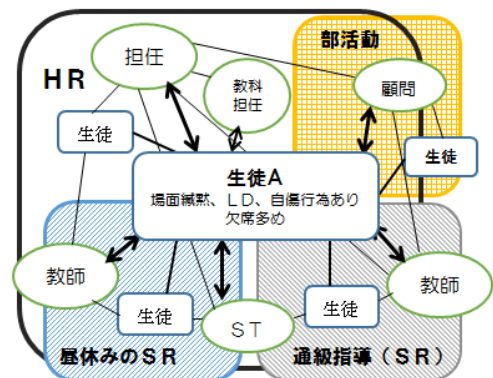 部活動
担任
HR
教科
担任
顧問
生徒
生徒
生徒A
場面緘黙、LD、自傷行為あり
欠席多め
教師
教師
生徒
生徒
ST
昼休みのSR
通級指導（SR）